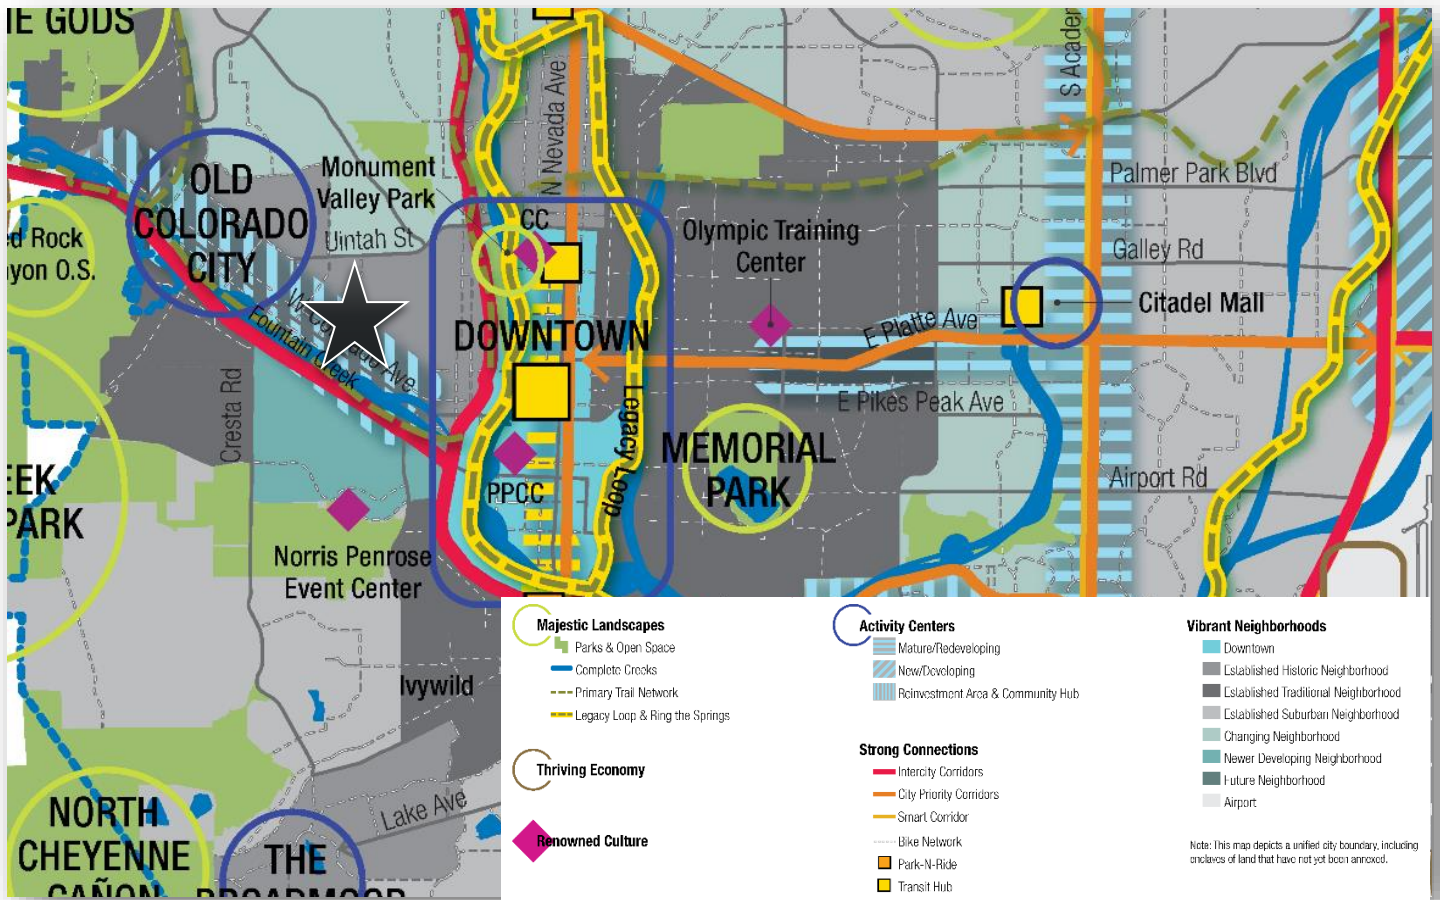 IE GODS
S Acader
N Nevada Ave
OLD
COLORADO
CITY
Monument
Valley Park
Uintah St
CC
Palmer Park Blvd
ed Rock
nyon O.S.
Olympic Training
Center
Galley Rd
Citadel Mall
Fountain Creek
DOWNTOWN
E Platte Ave
Cresta Rd
Legacy Loop
E Pikes Peak Ave
EEK
PARK
MEMORIAL
PARK
Airport Rd
PPCC
Norris Penrose
Event Center
Ivywild
Lake Ave
NORTH
CHEYENNE
CAÑON
THE
BROADMOOR
Majestic Landscapes
Parks & Open Space
Complete Creeks
Primary Trail Network
Legacy Loop & Ring the Springs
Thriving Economy
Renowned Culture
Activity Centers
Mature/Redeveloping
New/Developing
Reinvestment Area & Community Hub
Strong Connections
Intercity Corridors
City Priority Corridors
Smart Corridor
Bike Network
Park-N-Ride
Transit Hub
Vibrant Neighborhoods
Downtown
Established Historic Neighborhood
Established Traditional Neighborhood
Established Suburban Neighborhood
Changing Neighborhood
Newer Developing Neighborhood
Future Neighborhood
Airport
Note: This map depicts a unified city boundary, including
enclaves of land that have not yet been annexed.